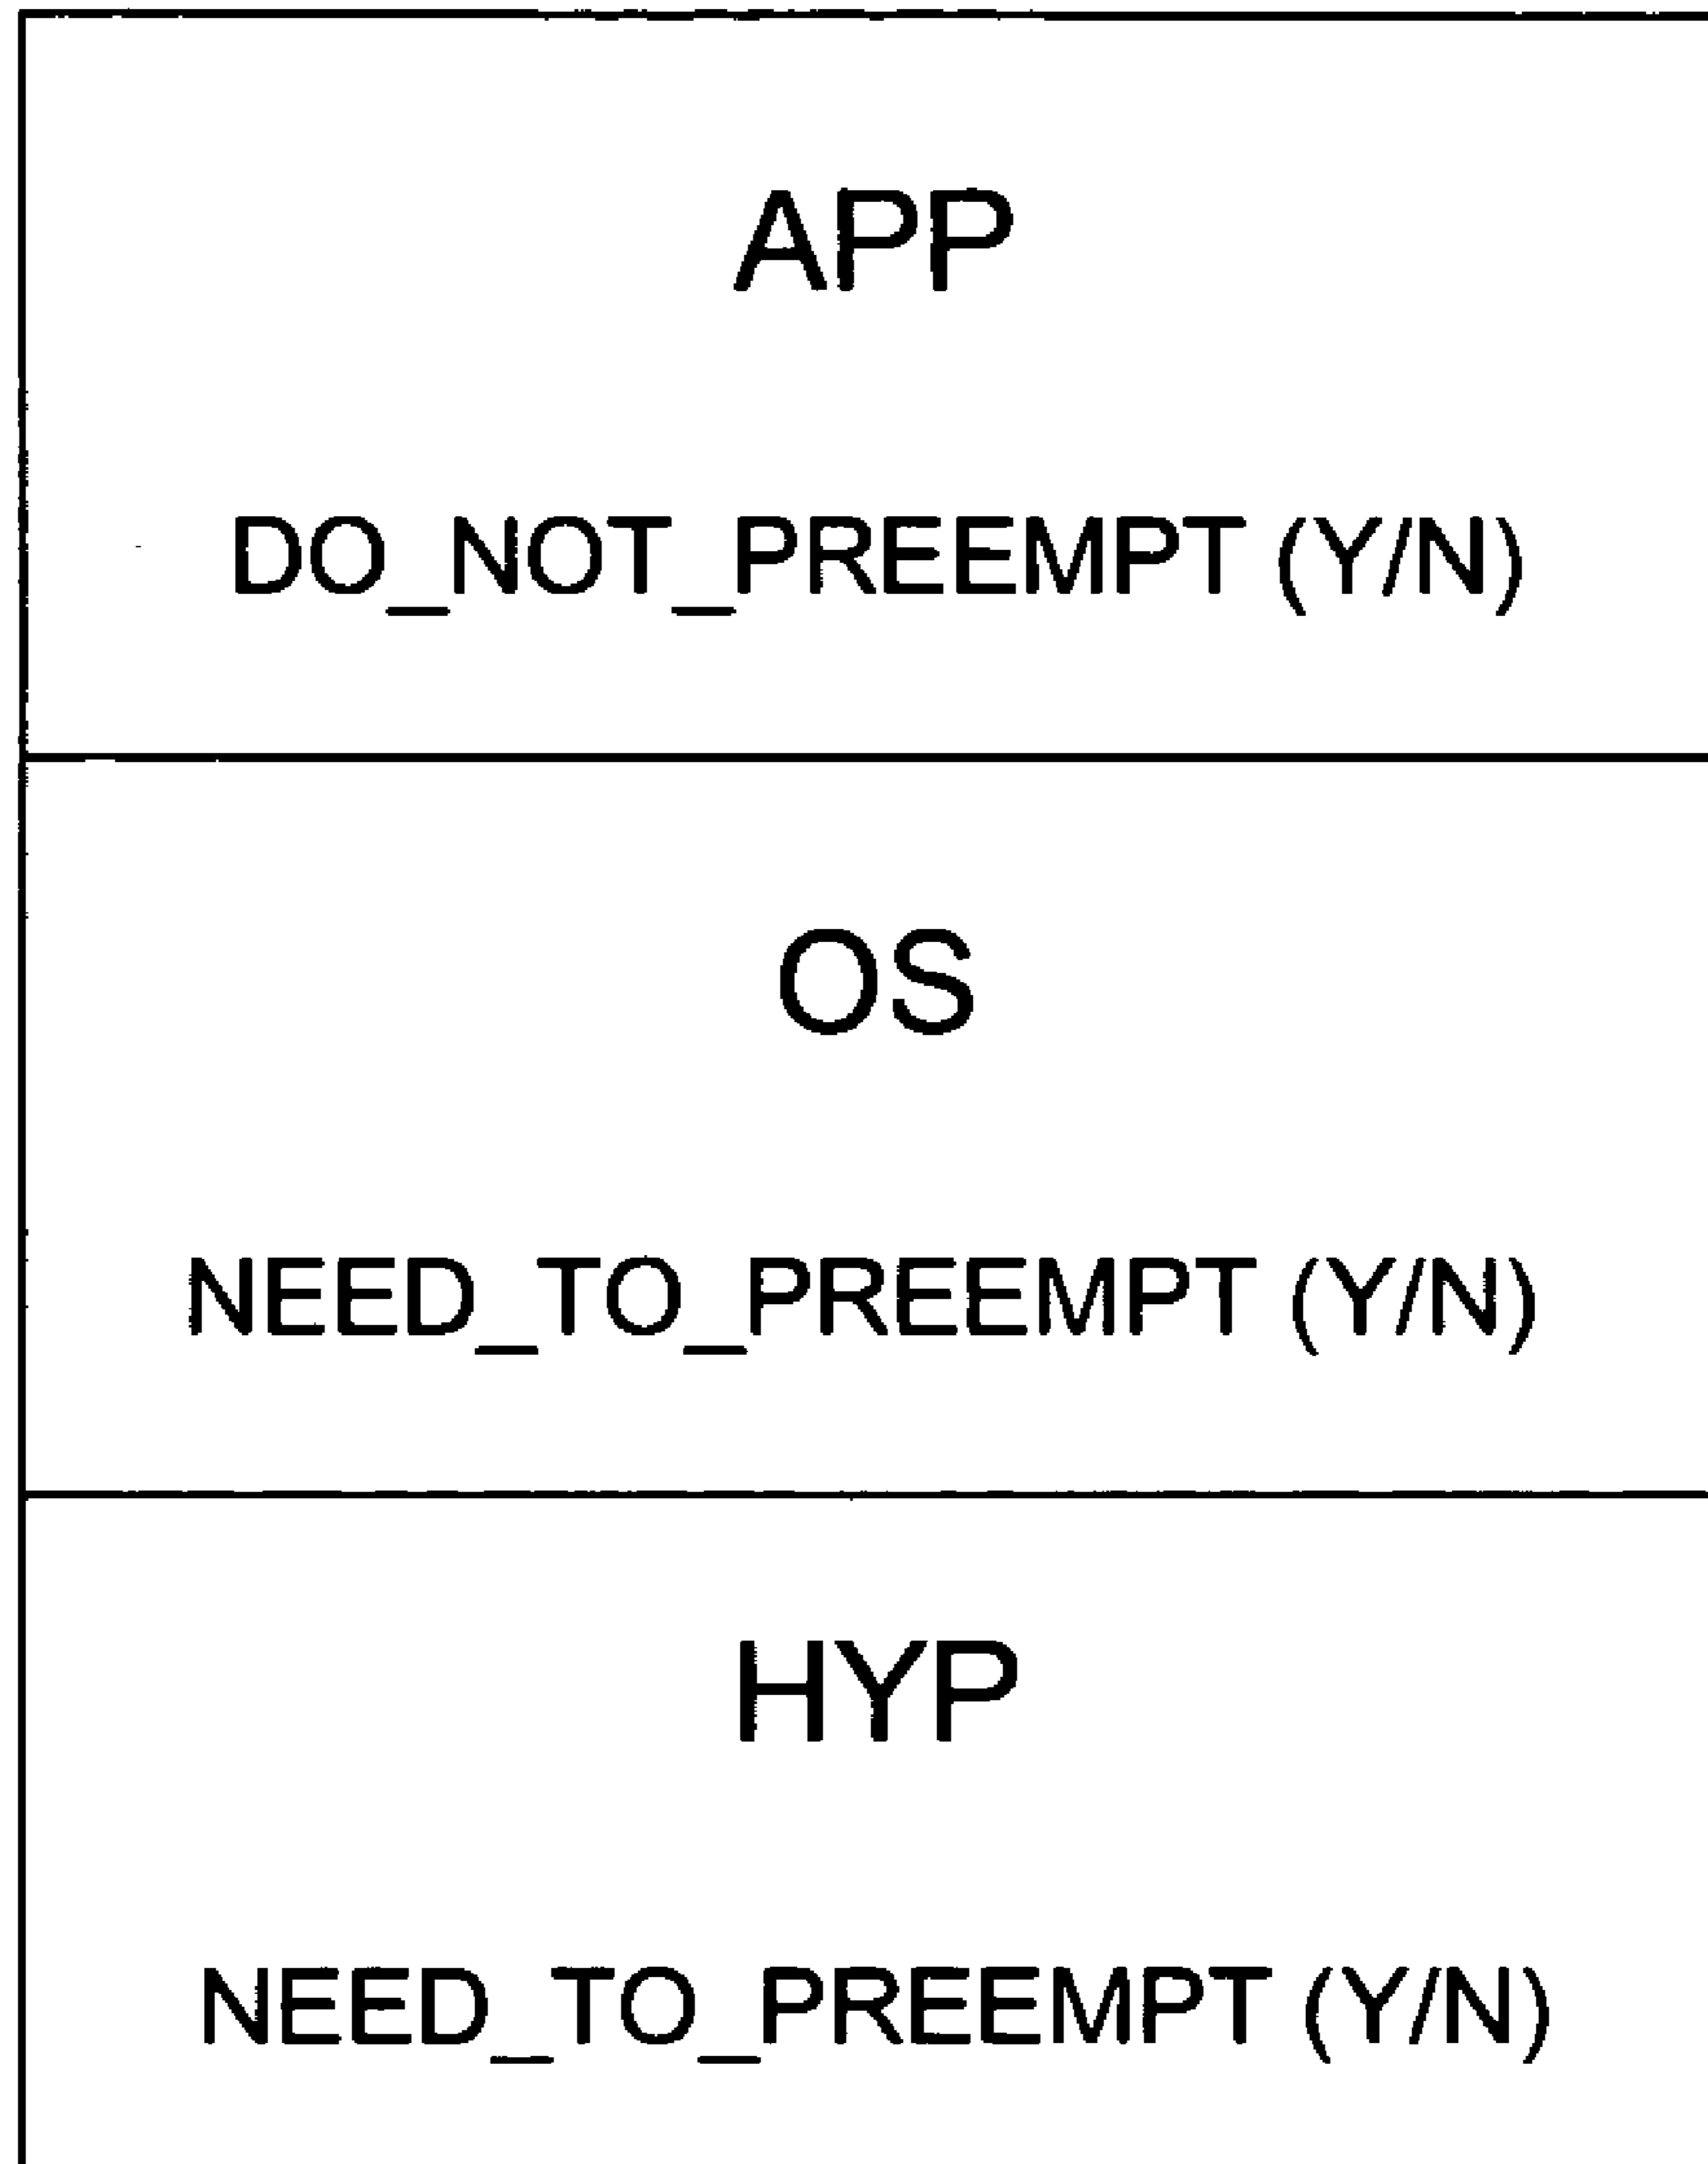 APP
DO_NOT_PREEMPT (Y/N)
OS
NEED_TO_PREEMPT (Y/N)
HYP
NEED_TO_PREEMPT (Y/N)